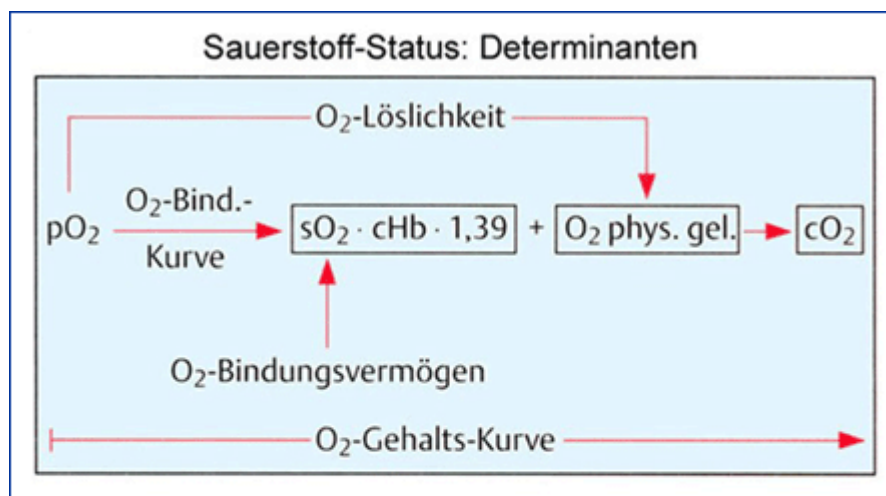 Sauerstoff-Status: Determinanten
O₂-Löslichkeit
O₂-Bind.-
pO₂
Kurve
sO₂ · cHb · 1,39 + O₂ phys. gel. cO₂
O₂-Bindungsvermögen
O₂-Gehalts-Kurve